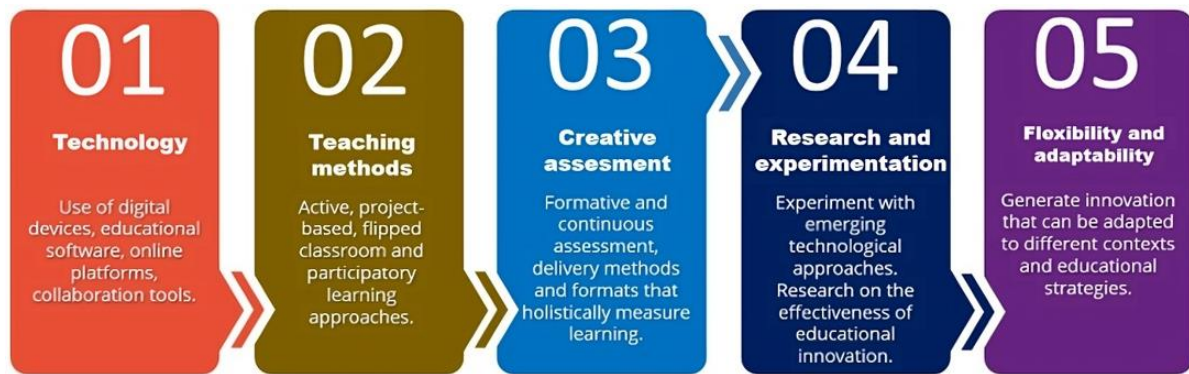 01
Technology
Use of digital
devices, educational
software, online
platforms,
collaboration tools.
02
Teaching
methods
Active, project-
based, flipped
classroom and
participatory
learning
approaches.
03
Creative
assesment
Formative and
continuous
assessment,
delivery methods
and formats that
holistically measure
learning.
04
Research and
experimentation
Experiment with
emerging
technological
approaches.
Research on the
effectiveness of
educational
innovation.
05
Flexibility and
adaptability
Generate innovation
that can be adapted
to different contexts
and educational
strategies.